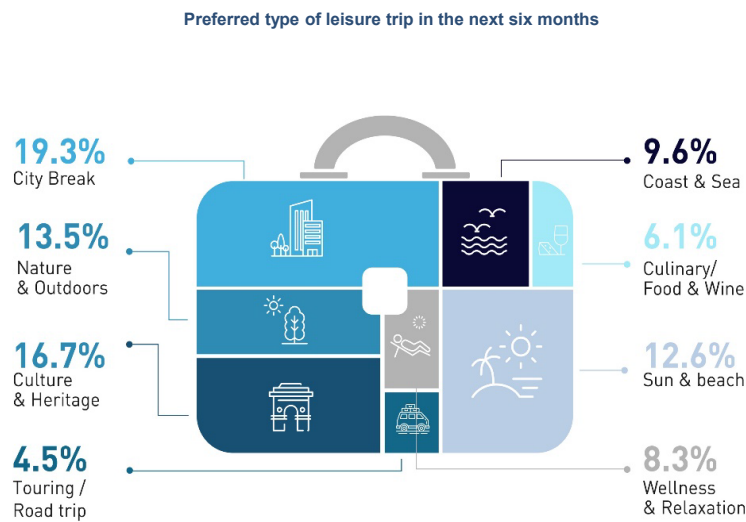 Preferred type of leisure trip in the next six months
19.3%
City Break
13.5%
Nature
& Outdoors
16.7%
Culture
& Heritage
4.5%
Touring /
Road trip
9.6%
Coast & Sea
6.1%
Culinary/
Food & Wine
12.6%
Sun & beach
8.3%
Wellness
& Relaxation